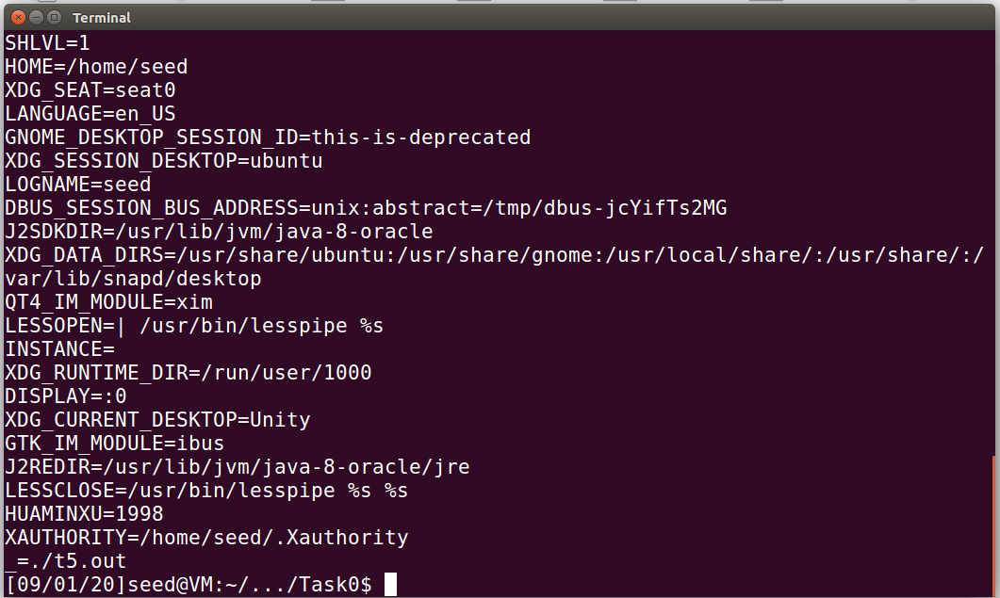 Terminal
SHLVL=1
HOME=/home/seed
XDG_SEAT=seat0
LANGUAGE=en_US
GNOME_DESKTOP_SESSION_ID=this-is-deprecated
XDG_SESSION_DESKTOP=ubuntu
LOGNAME=seed
DBUS_SESSION_BUS_ADDRESS=unix:abstract=/tmp/dbus-jcYifTs2MG
J2SDKDIR=/usr/lib/jvm/java-8-oracle
XDG_DATA_DIRS=/usr/share/ubuntu:/usr/share/gnome:/usr/local/share/:/usr/share/:/
var/lib/snapd/desktop
QT4_IM_MODULE=xim
LESSOPEN=| /usr/bin/lesspipe %s
INSTANCE=
XDG_RUNTIME_DIR=/run/user/1000
DISPLAY=:0
XDG_CURRENT_DESKTOP=Unity
GTK_IM_MODULE=ibus
J2REDIR=/usr/lib/jvm/java-8-oracle/jre
LESSCLOSE=/usr/bin/lesspipe %s %s
HUAMINXU=1998
XAUTHORITY=/home/seed/.Xauthority
_=./t5.out
[09/01/20]seed@VM:~/.../Task0$